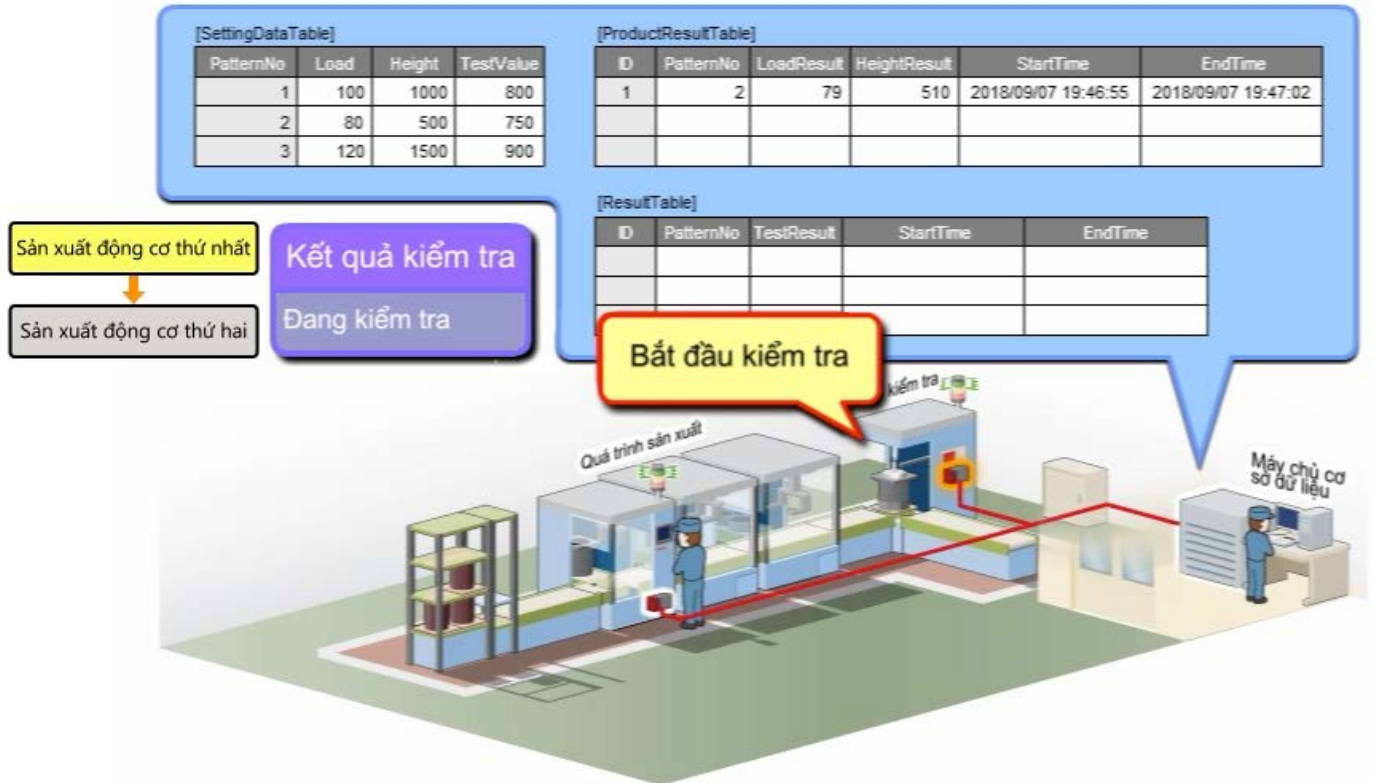 [SettingDataTable]
PatternNo Load Height TestValue
1 100 1000 800
2 80 500 750
3 120 1500 900
[ProductResultTable]
ID PatternNo LoadResult HeightResult StartTime EndTime
1 2 79 510 2018/09/07 19:46:55 2018/09/07 19:47:02
[ResultTable]
ID PatternNo TestResult StartTime EndTime
Sản xuất động cơ thứ nhất
Sản xuất động cơ thứ hai
Kết quả kiểm tra
Đang kiểm tra
Bắt đầu kiểm tra
kiểm tra
Quá trình sản xuất
Máy chủ cơ
sở dữ liệu